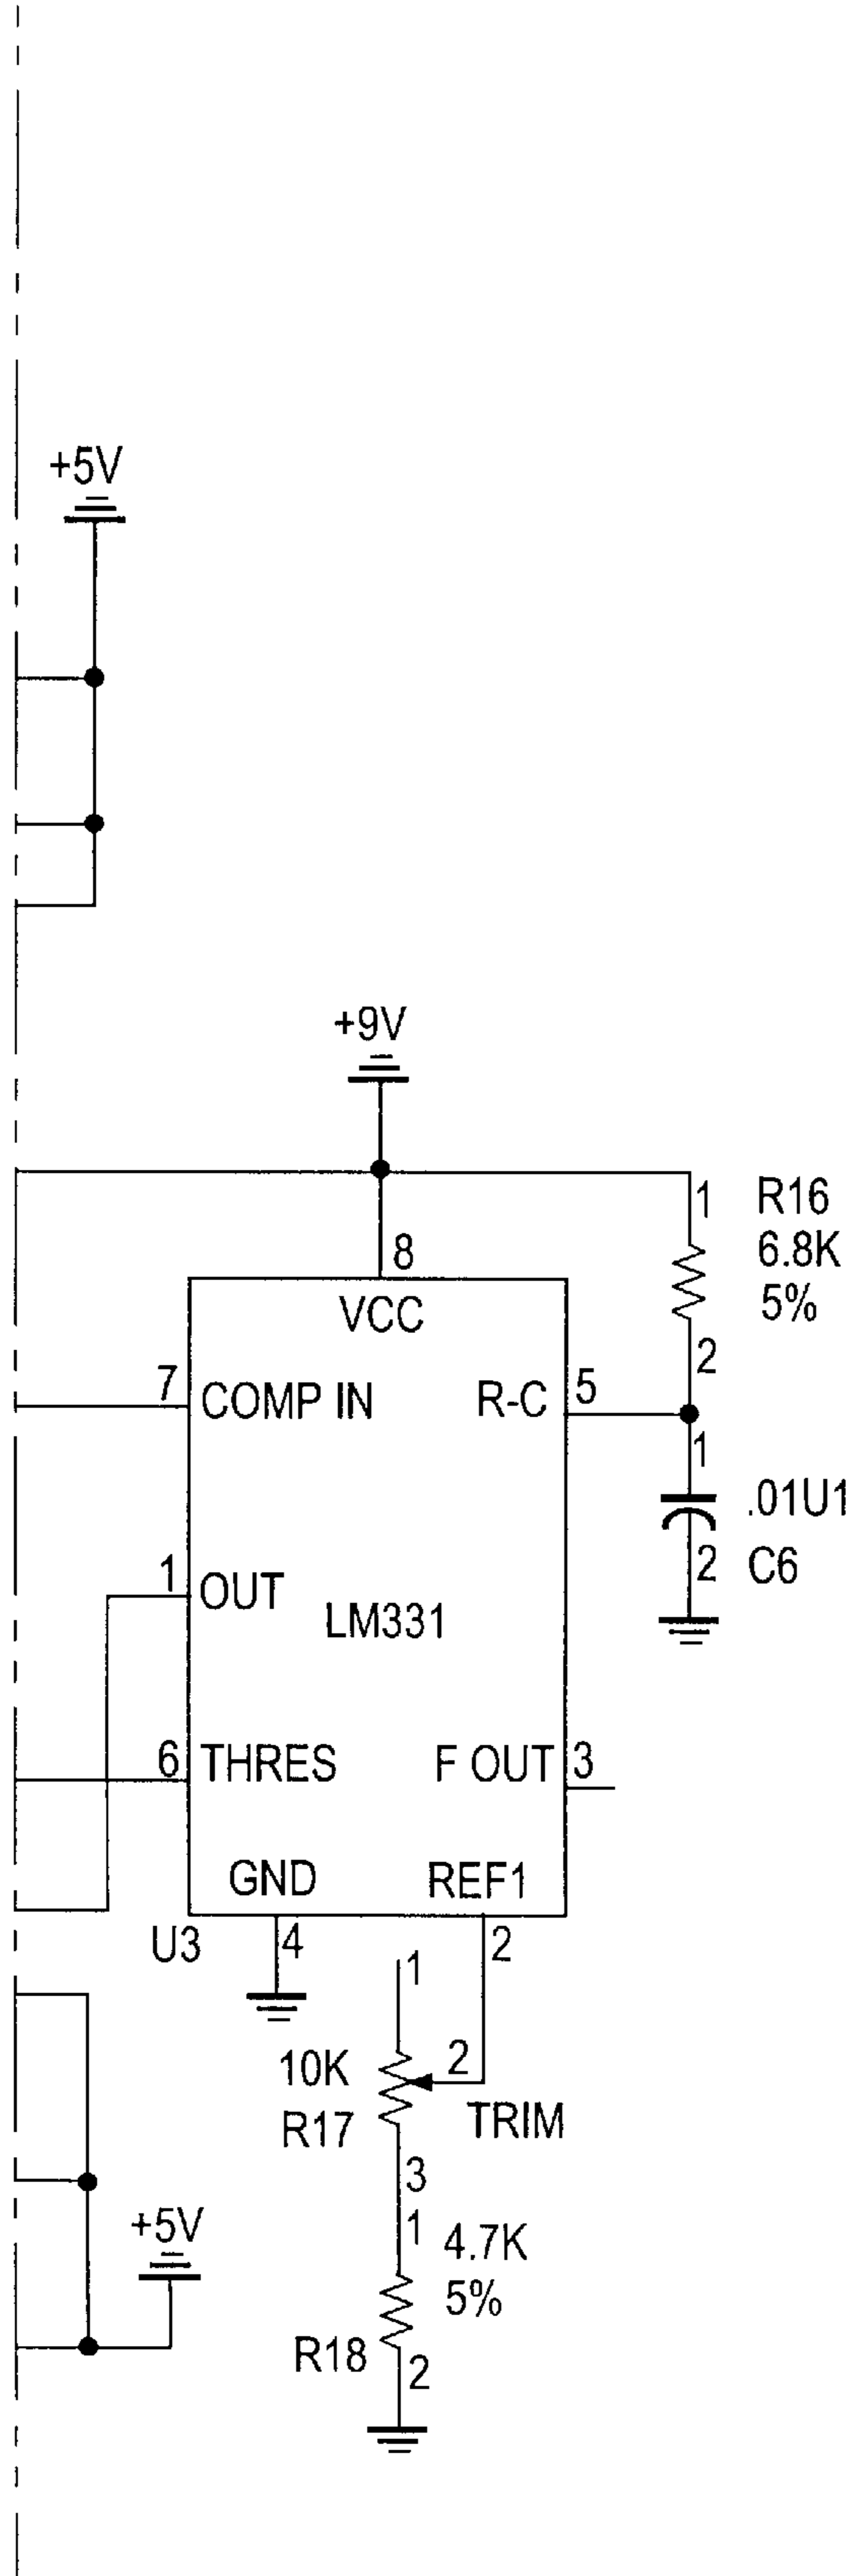 +5V
+9V
8
1
R16
6.8K
5%
VCC
2
7
COMP IN
R-C
5
1
.01U1
2
C6
1
OUT
LM331
6
THRES
F OUT
3
GND
REF1
U3
4
2
1
10K
2
R17
TRIM
3
+5V
1
4.7K
5%
R18
2